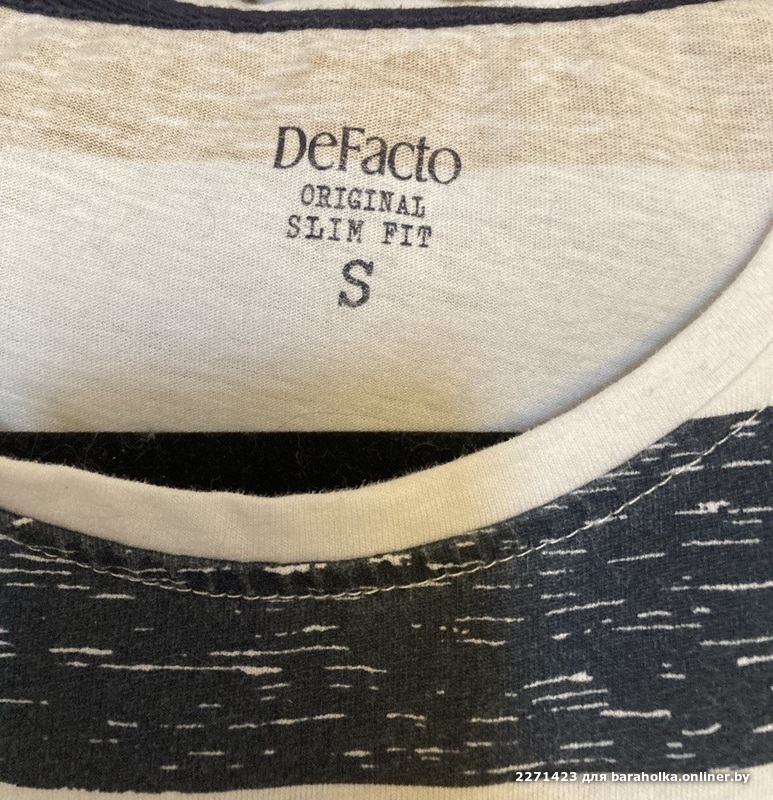 DeFacto
ORIGINAL
SLIM FIT
S
2271423 для baraholka.onliner.by